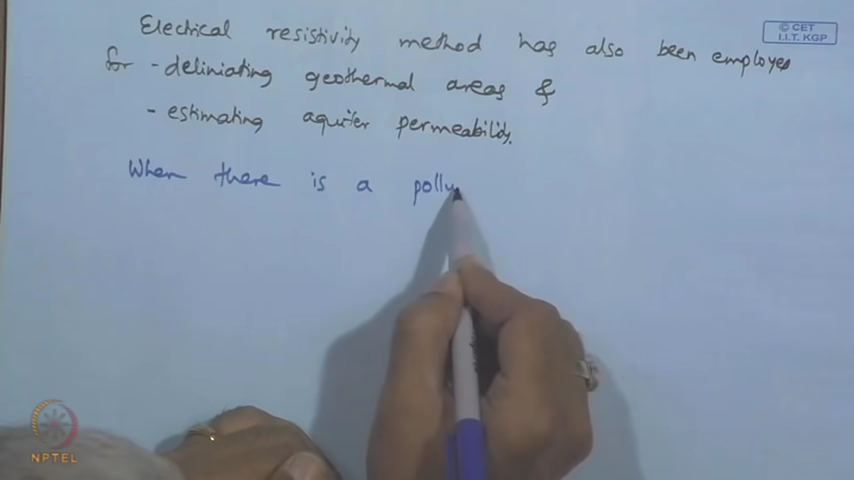 © CET
I.I.T. KGP
Electrical resistivity method has also been employed
for - deliniating geothermal areas &
- estimating aquifer permeability.
When there is a pollu
NPTEL